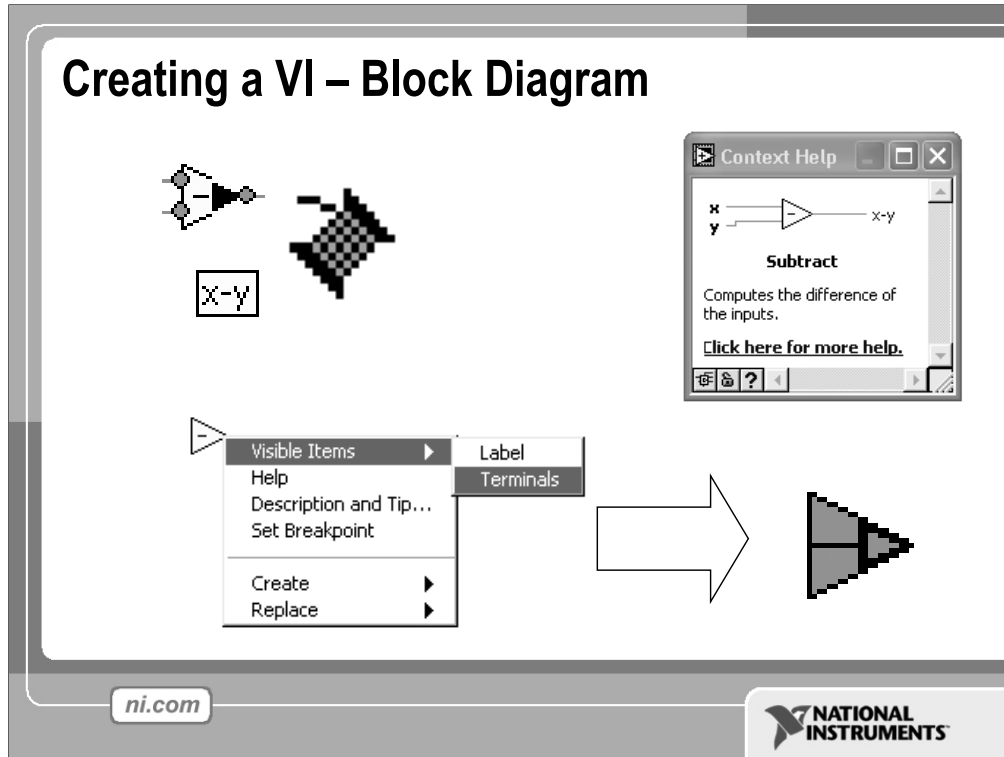 Creating a VI – Block Diagram
x-y
Context Help
x
y
x-y
Subtract
Computes the difference of
the inputs.
Click here for more help.
?
Visible Items
Help
Description and Tip...
Set Breakpoint
Create
Replace
Label
Terminals
ni.com
NATIONAL
INSTRUMENTS